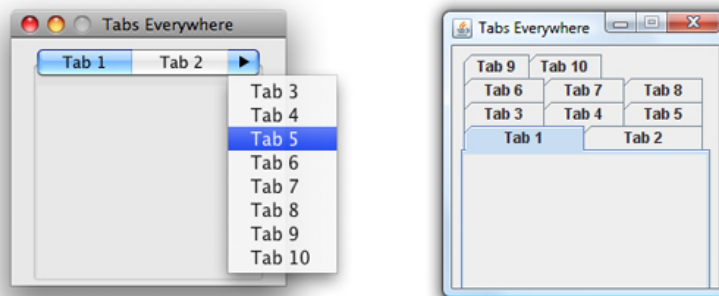 Tabs Everywhere
Tab 1 Tab 2
Tab 3
Tab 4
Tab 5
Tab 6
Tab 7
Tab 8
Tab 9
Tab 10
Tabs Everywhere
Tab 9 Tab 10
Tab 6 Tab 7 Tab 8
Tab 3 Tab 4 Tab 5
Tab 1 Tab 2